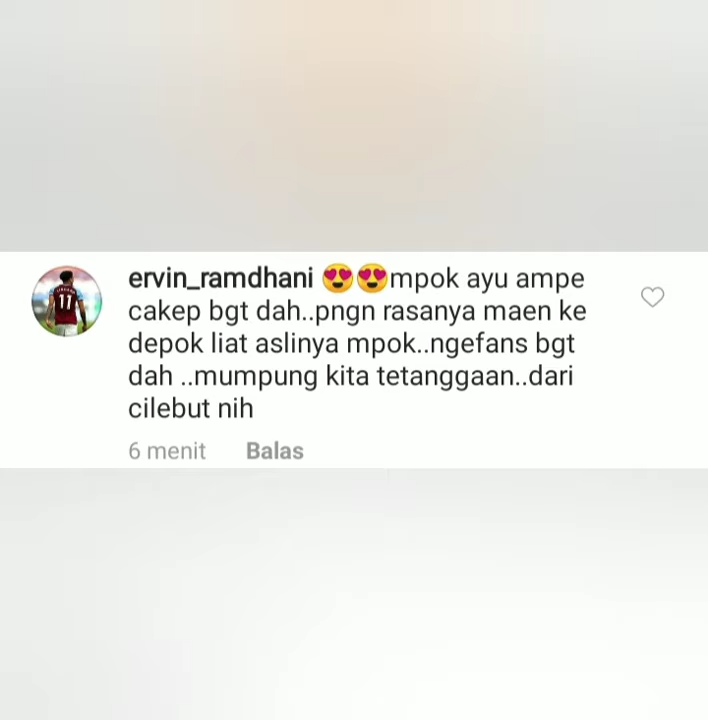 ervin_ramdhani 😍😍mpok ayu ampe
cakep bgt dah..pngn rasanya maen ke
depok liat aslinya mpok..ngefans bgt
dah ..mumpung kita tetanggaan..dari
cilebut nih
6 menit Balas
11